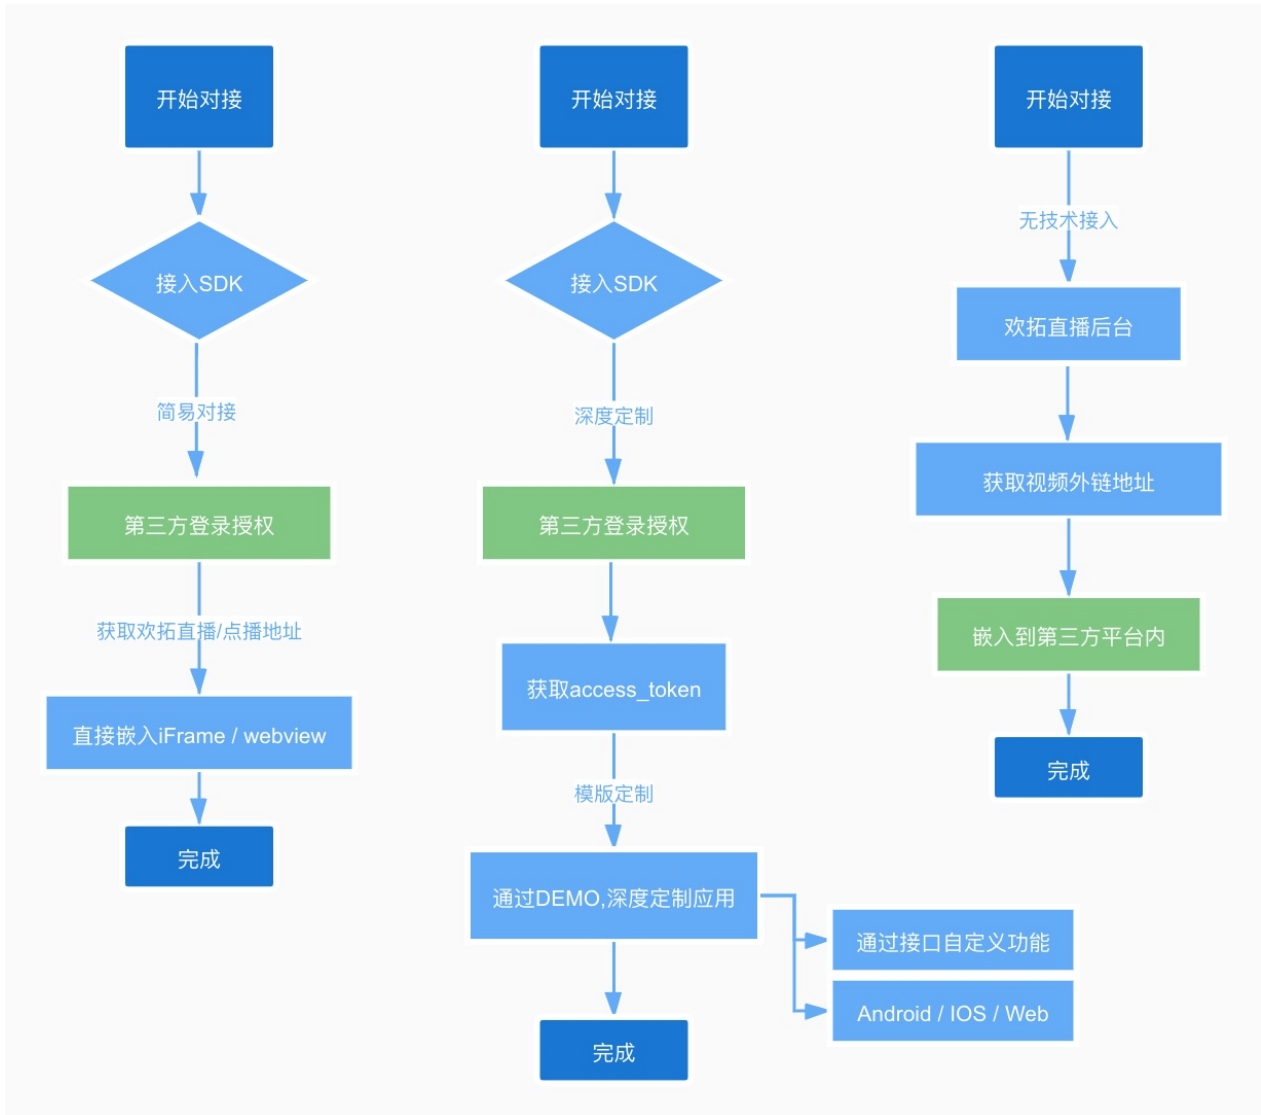 开始对接
接入SDK
简易对接
第三方登录授权
获取欢拓直播/点播地址
直接嵌入iFrame / webview
完成
开始对接
接入SDK
深度定制
第三方登录授权
获取access_token
模版定制
通过DEMO,深度定制应用
通过接口自定义功能
Android / IOS / Web
完成
开始对接
无技术接入
欢拓直播后台
获取视频外链地址
嵌入到第三方平台内
完成